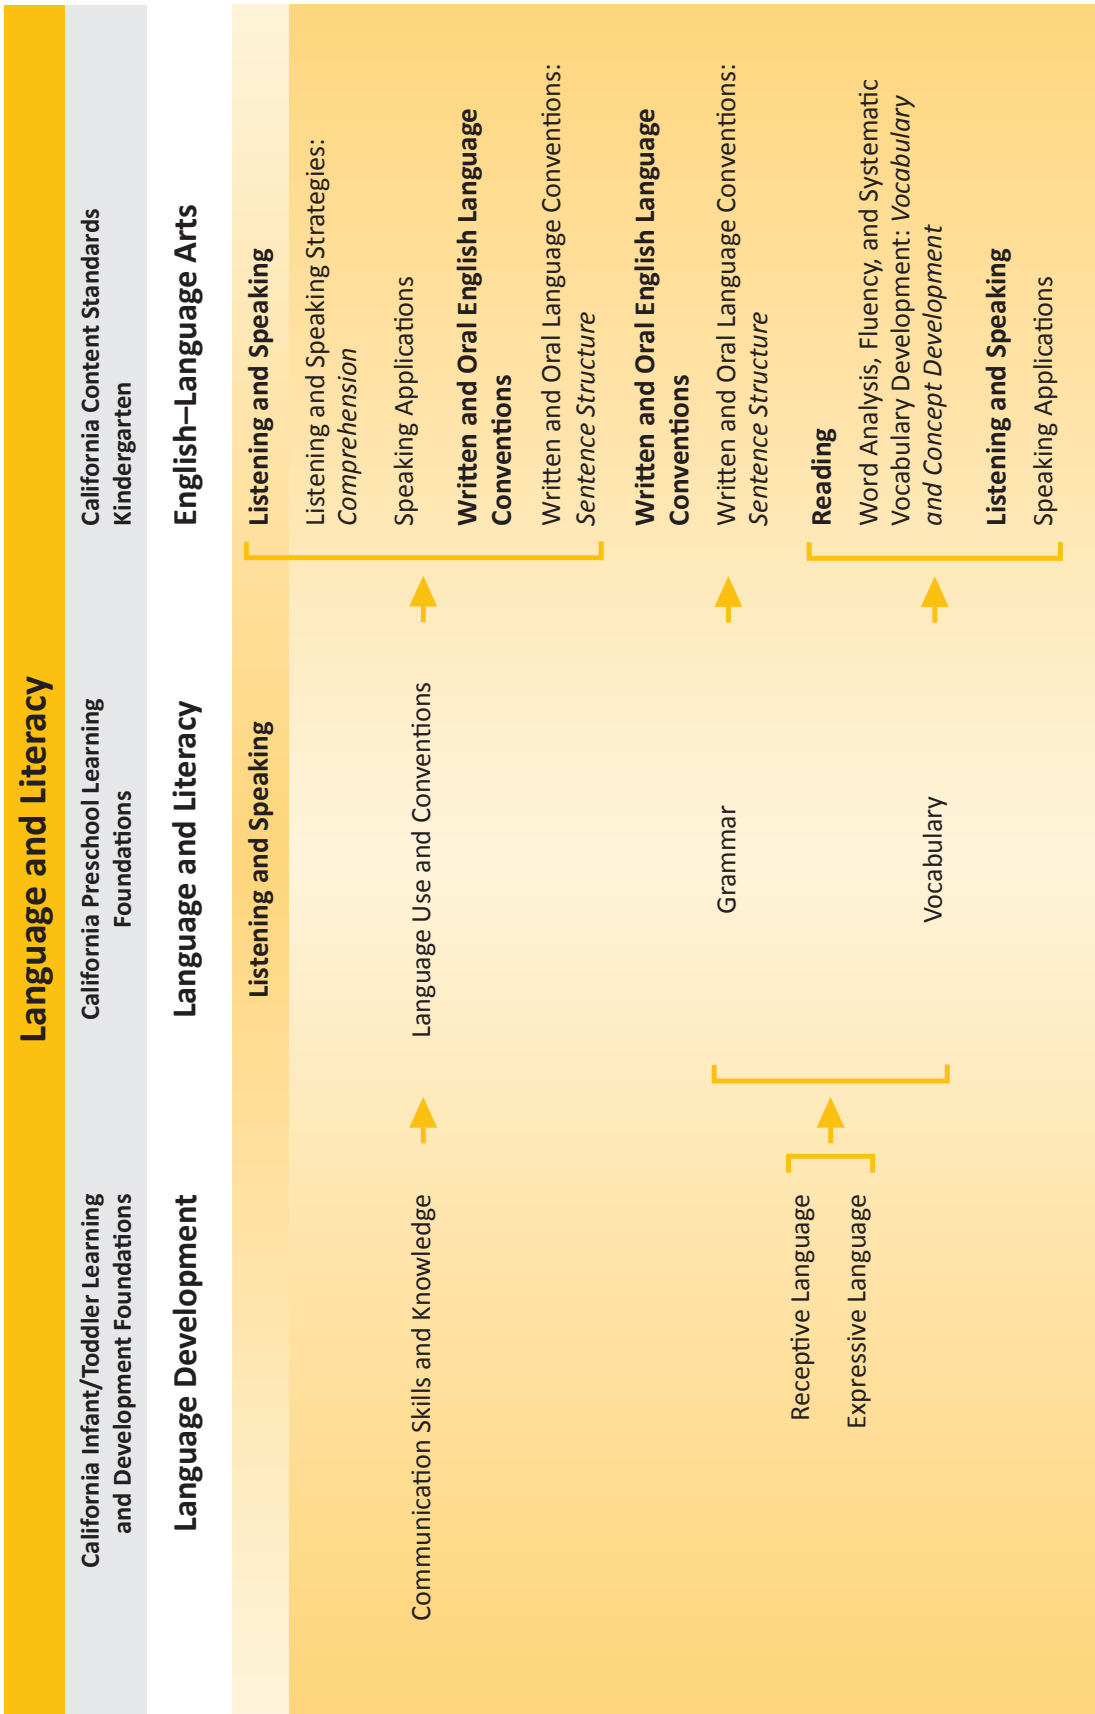 Language and Literacy
California Infant/Toddler Learning
and Development Foundations
California Preschool Learning
Foundations
California Content Standards
Kindergarten
Language Development
Language and Literacy
English–Language Arts
Listening and Speaking
Listening and Speaking
Communication Skills and Knowledge
Language Use and Conventions
Listening and Speaking Strategies:
Comprehension
Speaking Applications
Written and Oral English Language
Conventions
Written and Oral Language Conventions:
Sentence Structure
Receptive Language
Expressive Language
Grammar
Written and Oral English Language
Conventions
Written and Oral Language Conventions:
Sentence Structure
Vocabulary
Reading
Word Analysis, Fluency, and Systematic
Vocabulary Development: Vocabulary
and Concept Development
Listening and Speaking
Speaking Applications